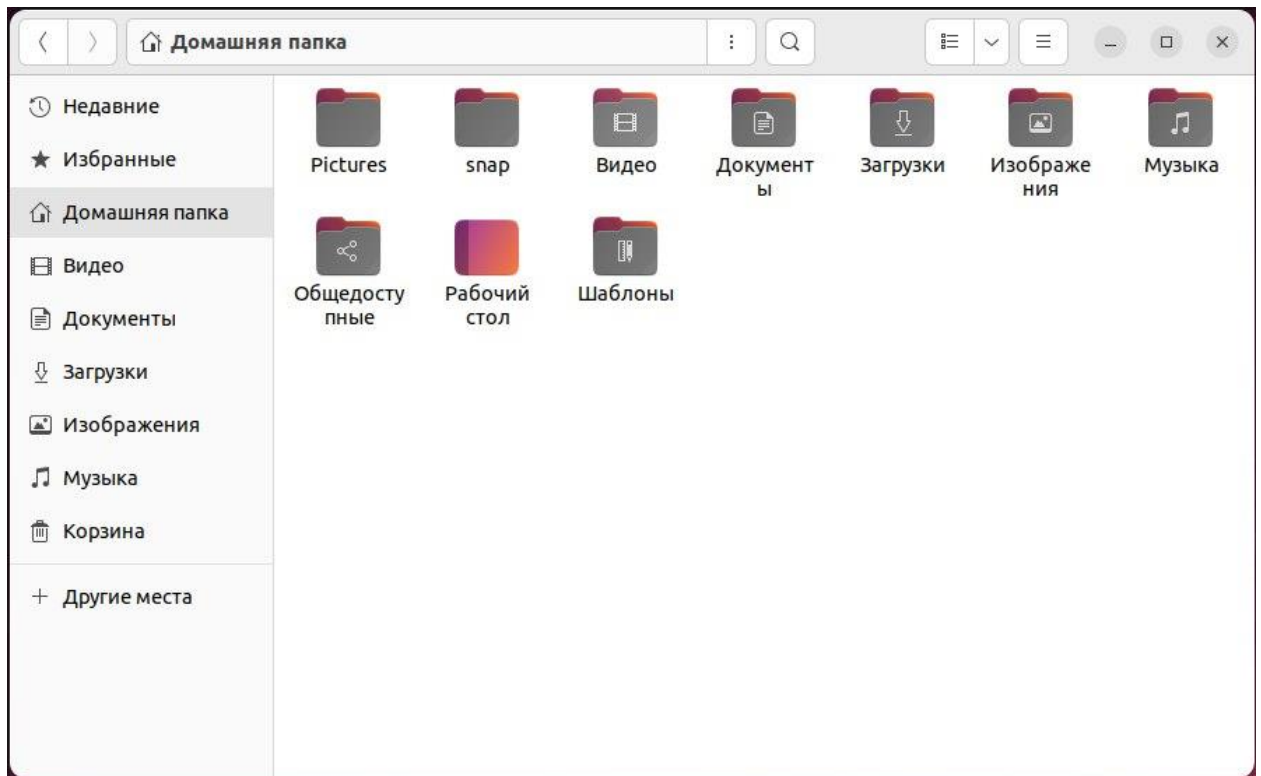 Домашняя папка
Недавние
Избранные
Домашняя папка
Видео
Документы
Загрузки
Изображения
Музыка
Корзина
Другие места
Pictures
snap
Видео
Документ
ы
Загрузки
Изображе
ния
Музыка
Общедосту
пные
Рабочий
стол
Шаблоны